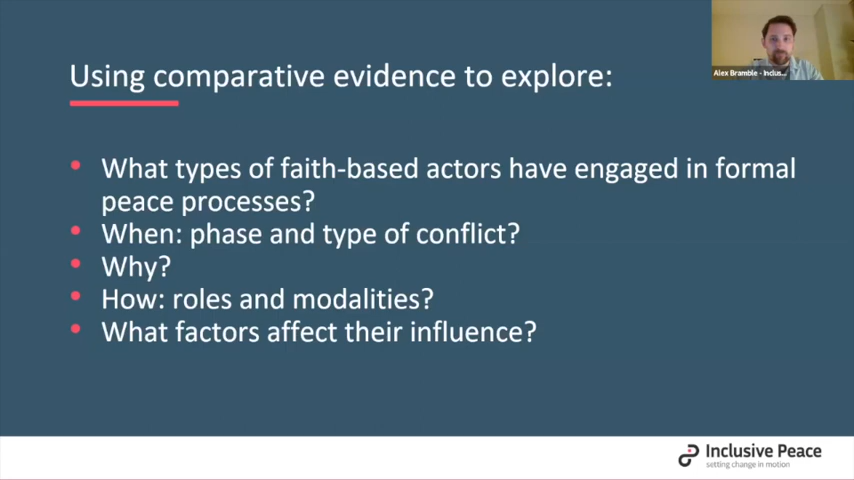 Using comparative evidence to explore:
• What types of faith-based actors have engaged in formal
peace processes?
• When: phase and type of conflict?
• Why?
• How: roles and modalities?
• What factors affect their influence?
Alex Bramble - Inclus...
Inclusive Peace
setting change in motion